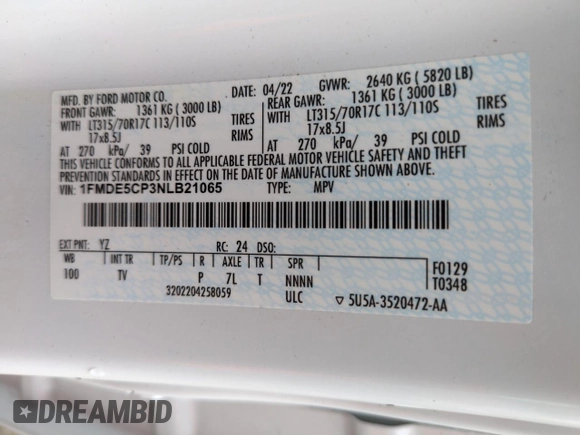 MFD. BY FORD MOTOR CO.
DATE: 04/22 GVWR: 2640 KG ( 5820 LB)
FRONT GAWR: 1361 KG ( 3000 LB) REAR GAWR: 1361 KG ( 3000 LB)
WITH LT315/70R17C 113/110S TIRES WITH LT315/70R17C 113/110S TIRES
17x8.5J RIMS 17x8.5J RIMS
AT 270 kPa/ 39 PSI COLD AT 270 kPa/ 39 PSI COLD
THIS VEHICLE CONFORMS TO ALL APPLICABLE FEDERAL MOTOR VEHICLE SAFETY AND THEFT
PREVENTION STANDARDS IN EFFECT ON THE DATE OF MANUFACTURE SHOWN ABOVE.
VIN: 1FMDE5CP3NLB21065 TYPE: MPV
EXT PNT: YZ RC: 24 DSO:
WB INT TR TP/PS R AXLE TR SPR F0129
100 TV P 7L T NNNN T0348
3202204258059 ULC ▽ 5U5A-3520472-AA
DREAMBID